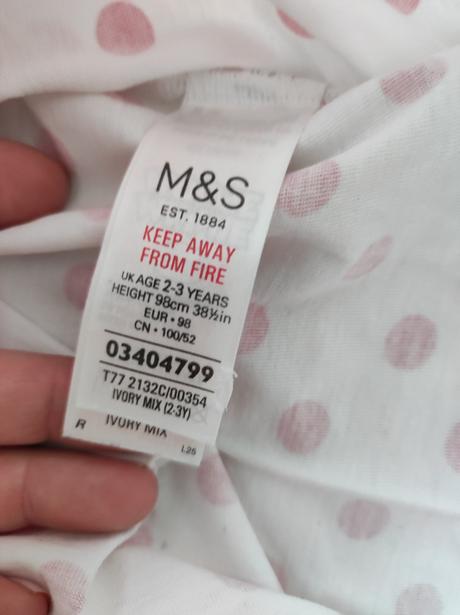 M&S
EST. 1884
KEEP AWAY
FROM FIRE
UK AGE 2-3 YEARS
HEIGHT 98cm 38½in
EUR • 98
CN • 100/52
03404799
T77 2132C/00354
IVORY MIX (2-3Y)
IVORY MIX
R
L25